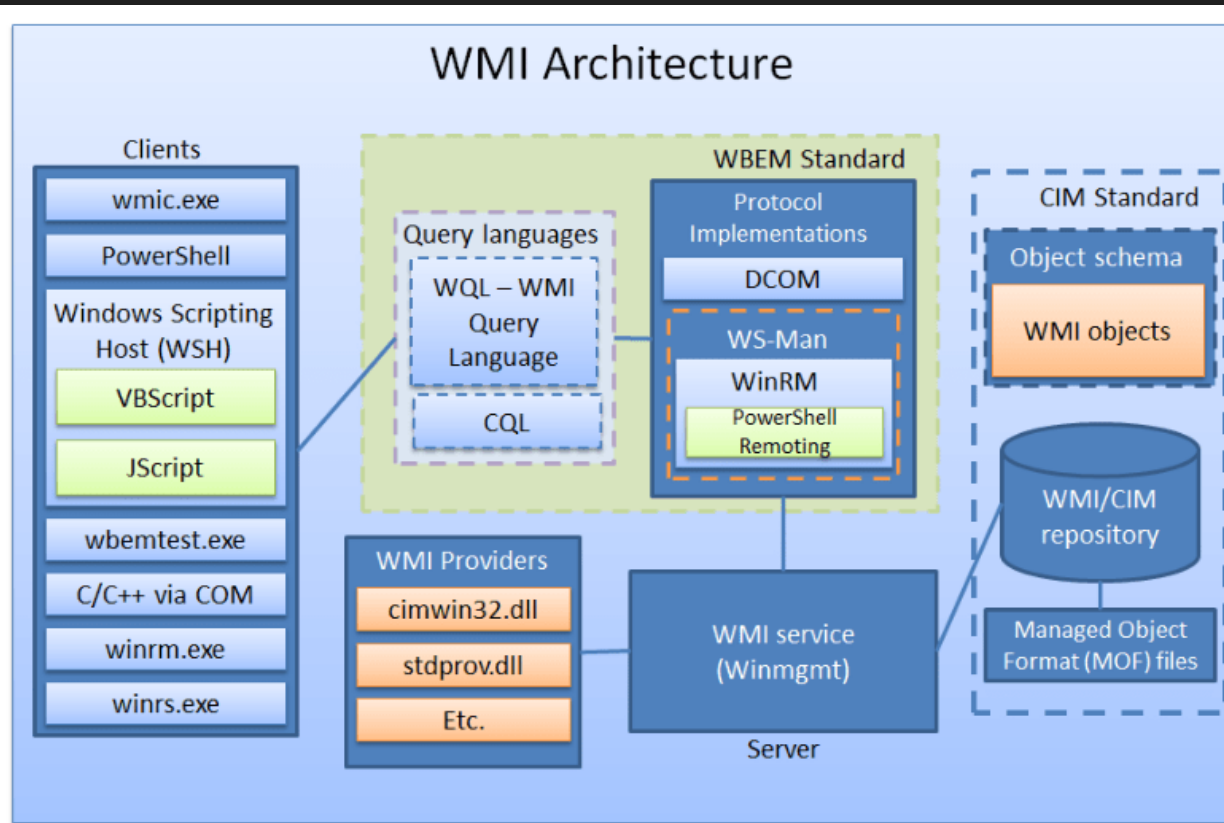 WMI Architecture
Clients
wmic.exe
PowerShell
Windows Scripting
Host (WSH)
VBScript
JScript
wbemtest.exe
C/C++ via COM
winrm.exe
winrs.exe
WBEM Standard
Query languages
WQL – WMI
Query
Language
CQL
Protocol
Implementations
DCOM
WS-Man
WinRM
PowerShell
Remoting
WMI Providers
cimwin32.dll
stdprov.dll
Etc.
WMI service
(Winmgmt)
Server
CIM Standard
Object schema
WMI objects
WMI/CIM
repository
Managed Object
Format (MOF) files